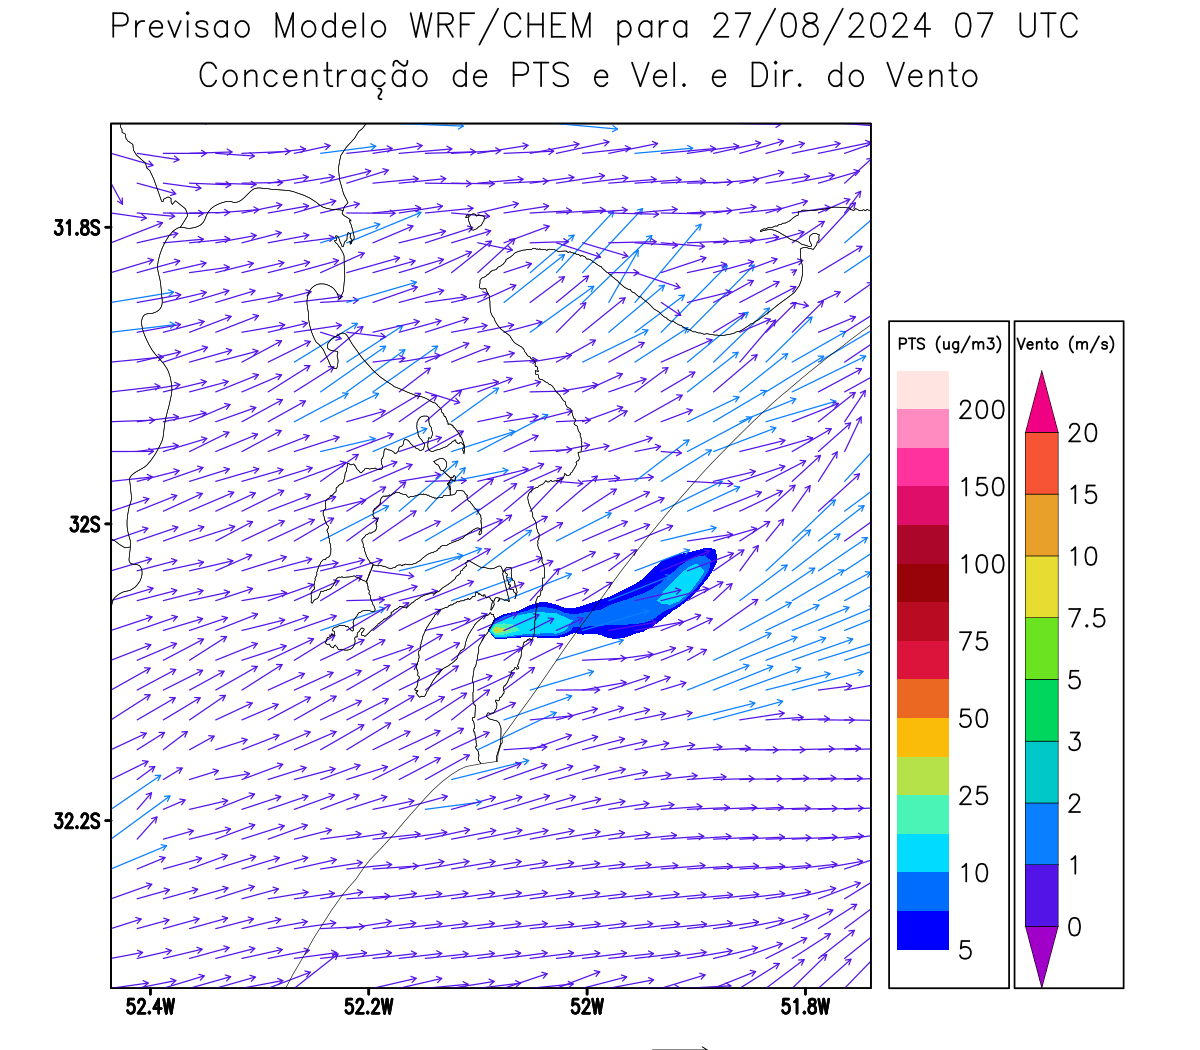 Previsao Modelo WRF/CHEM para 27/08/2024 07 UTC
Concentração de PTS e Vel. e Dir. do Vento
31.8S
32S
32.2S
52.4W 52.2W 52W 51.8W
PTS (ug/m3)
200
150
100
75
50
25
10
5
Vento (m/s)
20
15
10
7.5
5
3
2
1
0